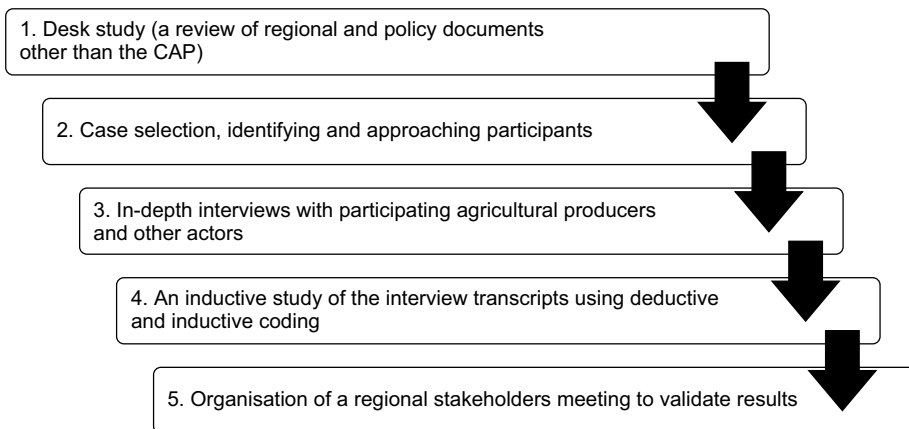 1. Desk study (a review of regional and policy documents
other than the CAP)
2. Case selection, identifying and approaching participants
3. In-depth interviews with participating agricultural producers
and other actors
4. An inductive study of the interview transcripts using deductive
and inductive coding
5. Organisation of a regional stakeholders meeting to validate results